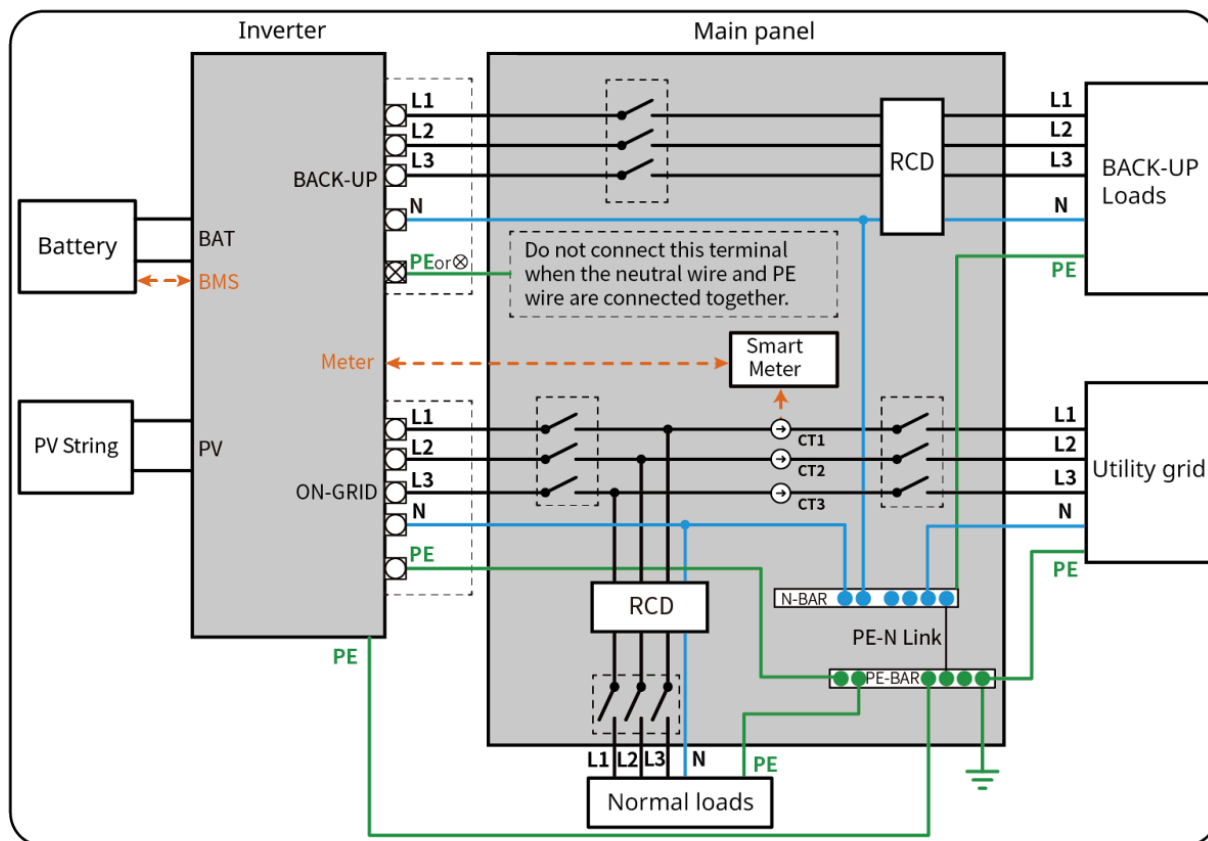 Inverter
Main panel
L1
L2
L3
N
PEor⊗
BACK-UP
RCD
L1
L2
L3
N
PE
BACK-UP
Loads
Battery
BAT
BMS
Do not connect this terminal
when the neutral wire and PE
wire are connected together.
Meter
Smart
Meter
PV String
PV
ON-GRID
L1
L2
L3
N
PE
CT1
CT2
CT3
L1
L2
L3
N
PE
Utility grid
RCD
N-BAR
PE-N Link
PE-BAR
PE
L1
L2
L3
N
PE
Normal loads